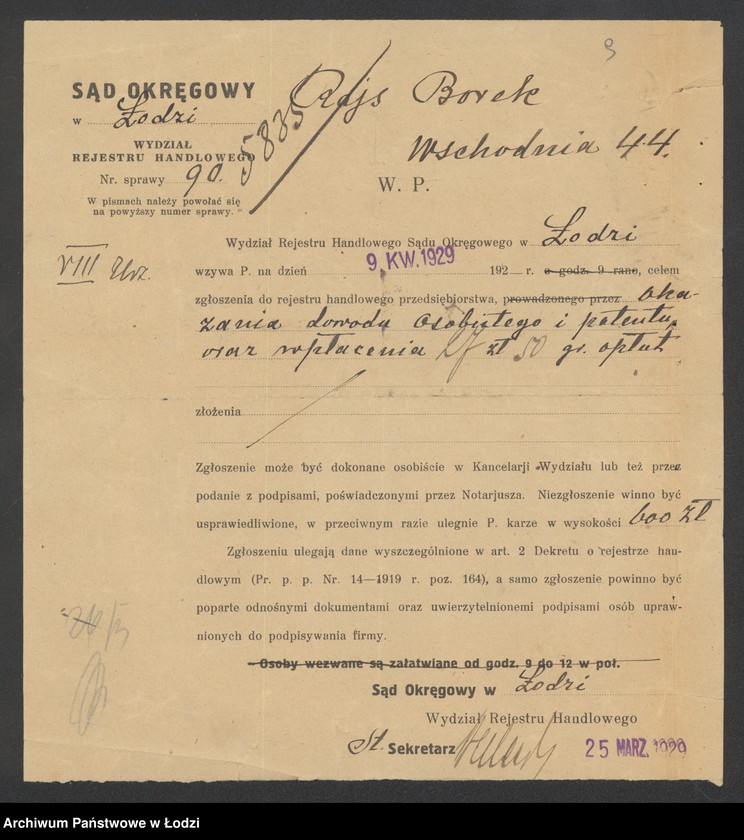 9
SĄD OKRĘGOWY
w Łodzi
WYDZIAŁ
REJESTRU HANDLOWEGO
Nr. sprawy 90.
5835
W pismach należy powołać się
na powyższy numer sprawy.
Rajs Borek
Wschodnia 44.
W. P.
VIII
Wydział Rejestru Handlowego Sądu Okręgowego w Łodzi
wzywa P. na dzień 9. KW. 1929 192 r. o godz. 9 rano, celem
zgłoszenia do rejestru handlowego przedsiębiorstwa, prowadzonego przez oka-
zania dowodu osobistego i patentu,
oraz wpłacenia 27 zł 50 gr. opłat
złożenia
Zgłoszenie może być dokonane osobiście w Kancelarji Wydziału lub też przez
podanie z podpisami, poświadczonymi przez Notarjusza. Niezgłoszenie winno być
usprawiedliwione, w przeciwnym razie ulegnie P. karze w wysokości 600 zł
Zgłoszeniu ulegają dane wyszczególnione w art. 2 Dekretu o rejestrze han-
dlowym (Pr. p. p. Nr. 14—1919 r. poz. 164), a samo zgłoszenie powinno być
poparte odnośnymi dokumentami oraz uwierzytelnionemi podpisami osób upraw-
nionych do podpisywania firmy.
Osoby wezwane są załatwiane od godz. 9 do 12 w poł.
Sąd Okręgowy w Łodzi
Wydział Rejestru Handlowego
St. Sekretarz
25 MARZ. 1929
Archiwum Państwowe w Łodzi